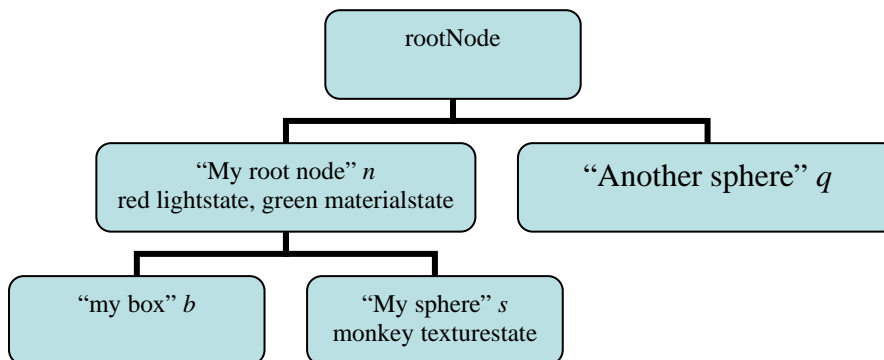 rootNode
“My root node” n
red lightstate, green materialstate
“Another sphere” q
“my box” b
“My sphere” s
monkey texturestate